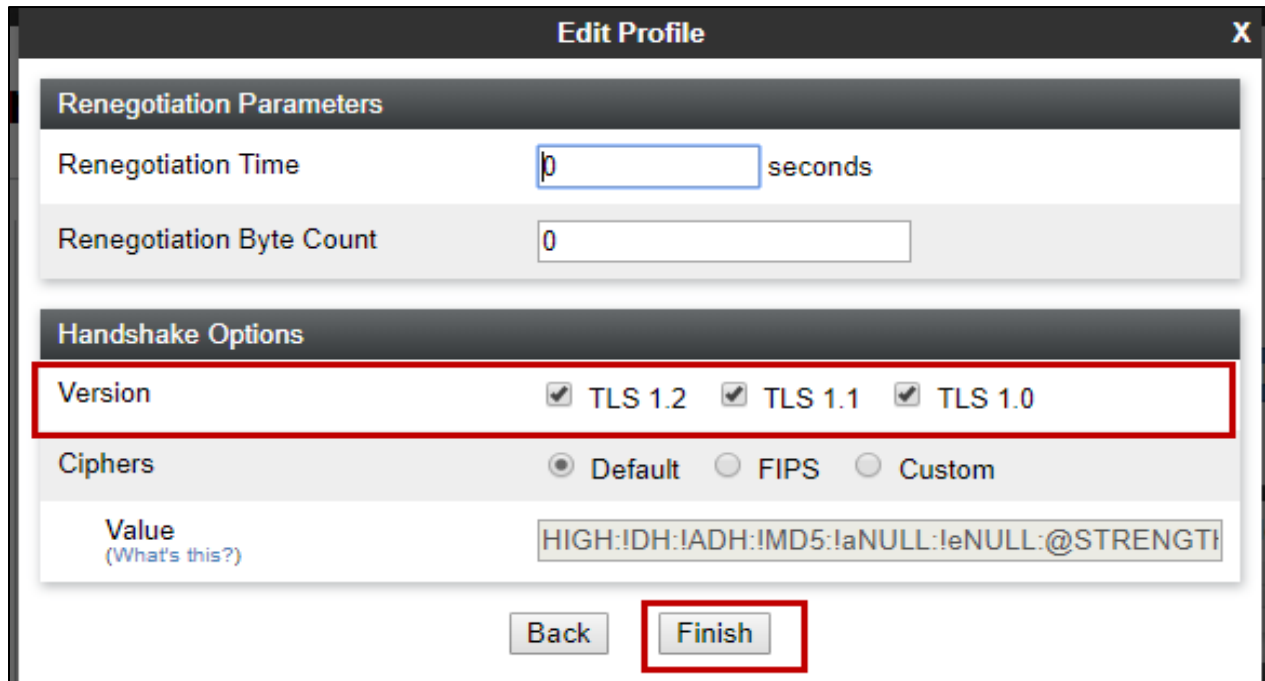 Edit Profile X
Renegotiation Parameters
Renegotiation Time 0 seconds
Renegotiation Byte Count 0
Handshake Options
Version TLS 1.2 TLS 1.1 TLS 1.0
Ciphers Default FIPS Custom
Value HIGH:!DH:!ADH:!MD5:!aNULL:!eNULL:@STRENGTH
(What's this?)
Back Finish